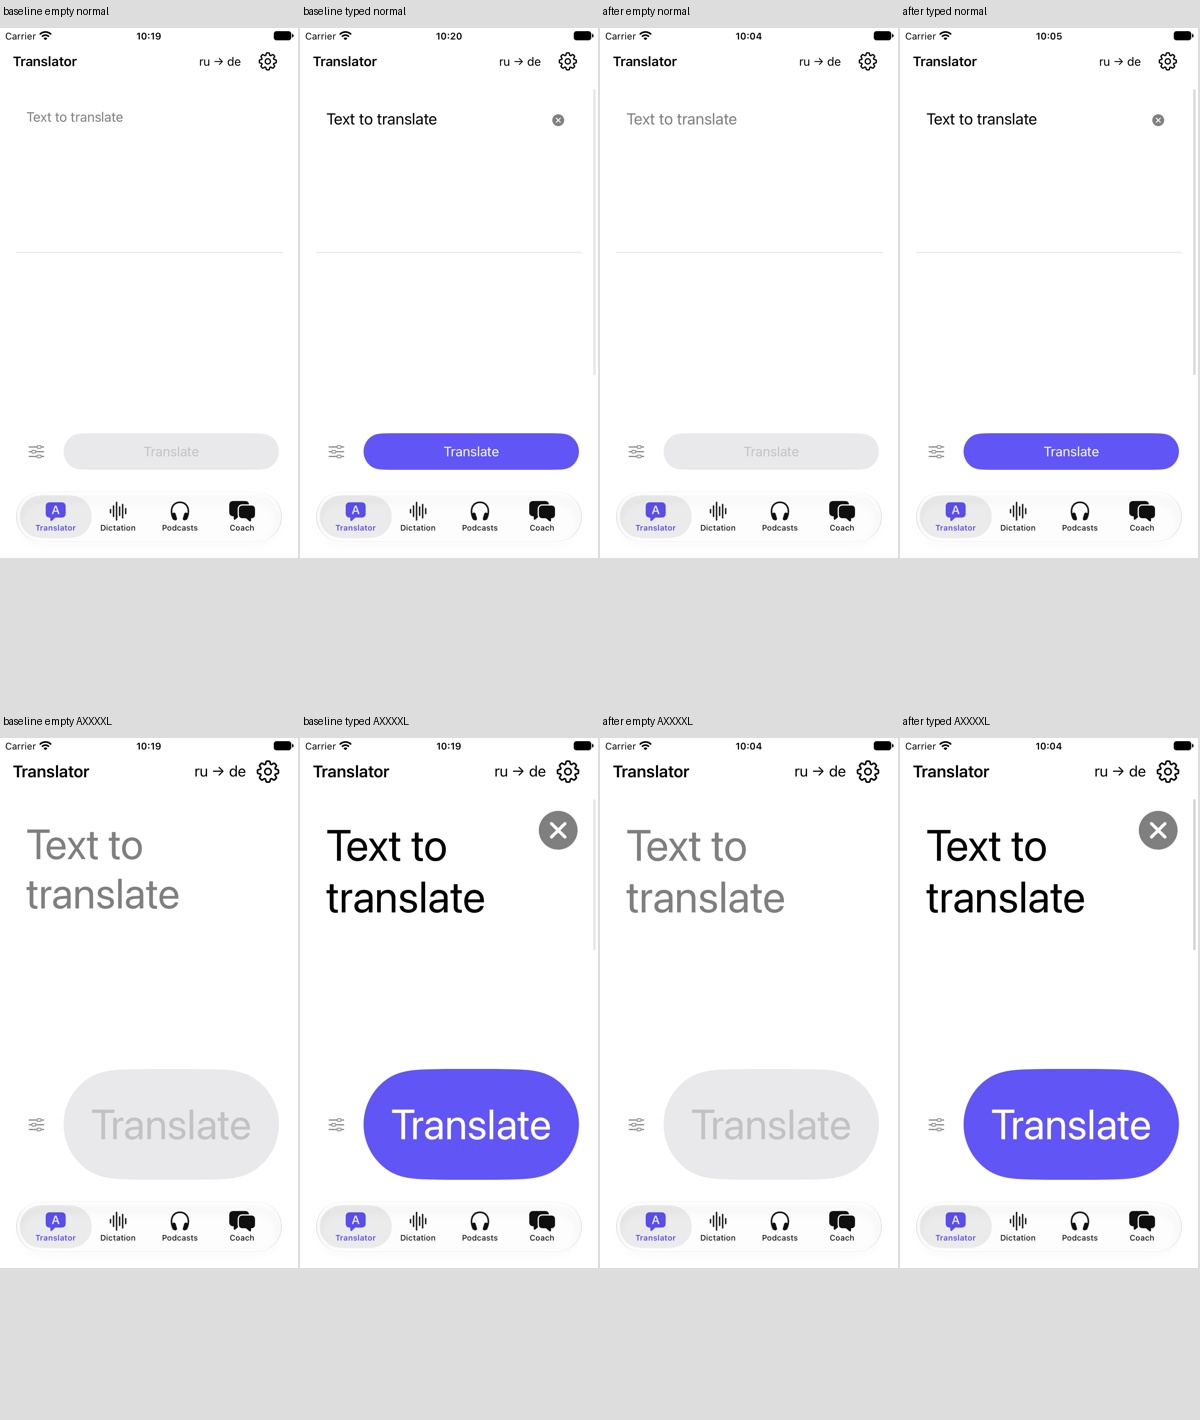 baseline empty normal
baseline typed normal
after empty normal
after typed normal
Carrier 10:19
Translator ru → de
Text to translate
Translate
Translator Dictation Podcasts Coach
Carrier 10:20
Translator ru → de
Text to translate
Translate
Translator Dictation Podcasts Coach
Carrier 10:04
Translator ru → de
Text to translate
Translate
Translator Dictation Podcasts Coach
Carrier 10:05
Translator ru → de
Text to translate
Translate
Translator Dictation Podcasts Coach
baseline empty AXXXXL
baseline typed AXXXXL
after empty AXXXXL
after typed AXXXXL
Carrier 10:19
Translator ru → de
Text to
translate
Translate
Translator Dictation Podcasts Coach
Carrier 10:19
Translator ru → de
Text to
translate
Translate
Translator Dictation Podcasts Coach
Carrier 10:04
Translator ru → de
Text to
translate
Translate
Translator Dictation Podcasts Coach
Carrier 10:04
Translator ru → de
Text to
translate
Translate
Translator Dictation Podcasts Coach